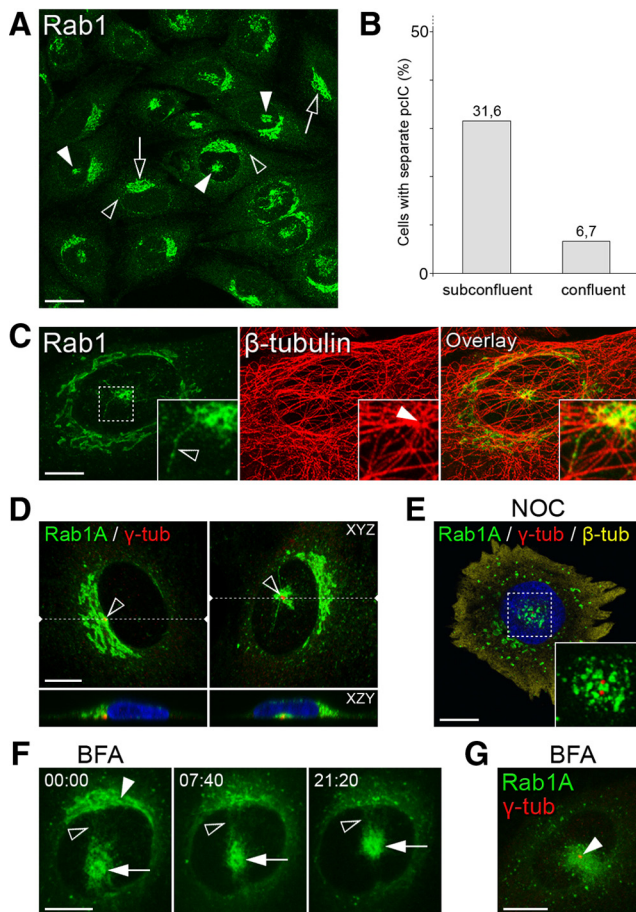 A
Rab1
B
50
Cells with separate pcIC (%)
31,6
6,7
0
subconfluent
confluent
C
Rab1
β-tubulin
Overlay
D
Rab1A / γ-tub
XYZ
XZY
E
NOC
Rab1A / γ-tub / β-tub
F
BFA
00:00
07:40
21:20
G
BFA
Rab1A
γ-tub